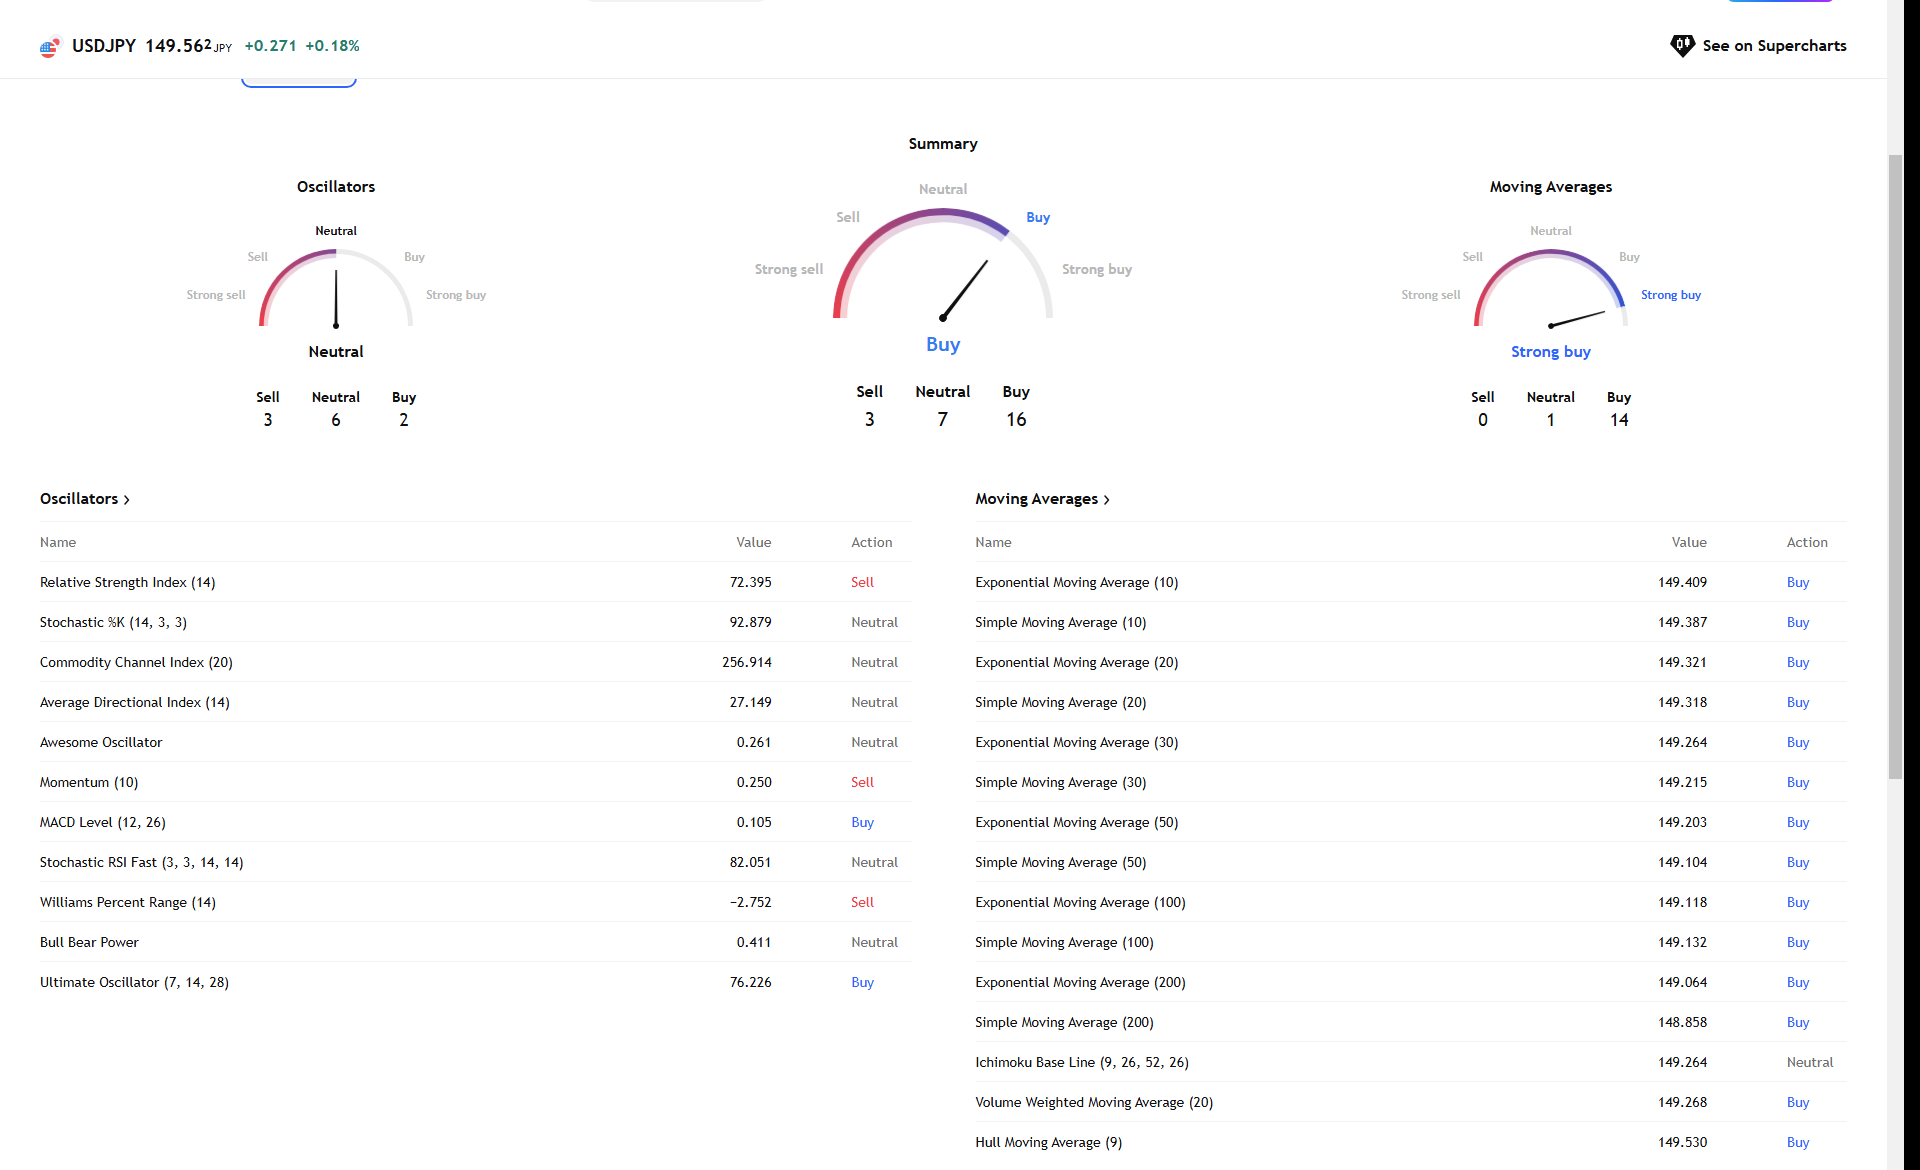 USDJPY 149.562 JPY +0.271 +0.18%
See on Supercharts
Summary
Neutral
Sell
Buy
Strong sell
Strong buy
Buy
Sell Neutral Buy
3 7 16
Oscillators
Neutral
Sell
Buy
Strong sell
Strong buy
Neutral
Sell Neutral Buy
3 6 2
Moving Averages
Neutral
Sell
Buy
Strong sell
Strong buy
Strong buy
Sell Neutral Buy
0 1 14
Oscillators >
Name Value Action
Relative Strength Index (14) 72.395 Sell
Stochastic %K (14, 3, 3) 92.879 Neutral
Commodity Channel Index (20) 256.914 Neutral
Average Directional Index (14) 27.149 Neutral
Awesome Oscillator 0.261 Neutral
Momentum (10) 0.250 Sell
MACD Level (12, 26) 0.105 Buy
Stochastic RSI Fast (3, 3, 14, 14) 82.051 Neutral
Williams Percent Range (14) −2.752 Sell
Bull Bear Power 0.411 Neutral
Ultimate Oscillator (7, 14, 28) 76.226 Buy
Moving Averages >
Name Value Action
Exponential Moving Average (10) 149.409 Buy
Simple Moving Average (10) 149.387 Buy
Exponential Moving Average (20) 149.321 Buy
Simple Moving Average (20) 149.318 Buy
Exponential Moving Average (30) 149.264 Buy
Simple Moving Average (30) 149.215 Buy
Exponential Moving Average (50) 149.203 Buy
Simple Moving Average (50) 149.104 Buy
Exponential Moving Average (100) 149.118 Buy
Simple Moving Average (100) 149.132 Buy
Exponential Moving Average (200) 149.064 Buy
Simple Moving Average (200) 148.858 Buy
Ichimoku Base Line (9, 26, 52, 26) 149.264 Neutral
Volume Weighted Moving Average (20) 149.268 Buy
Hull Moving Average (9) 149.530 Buy